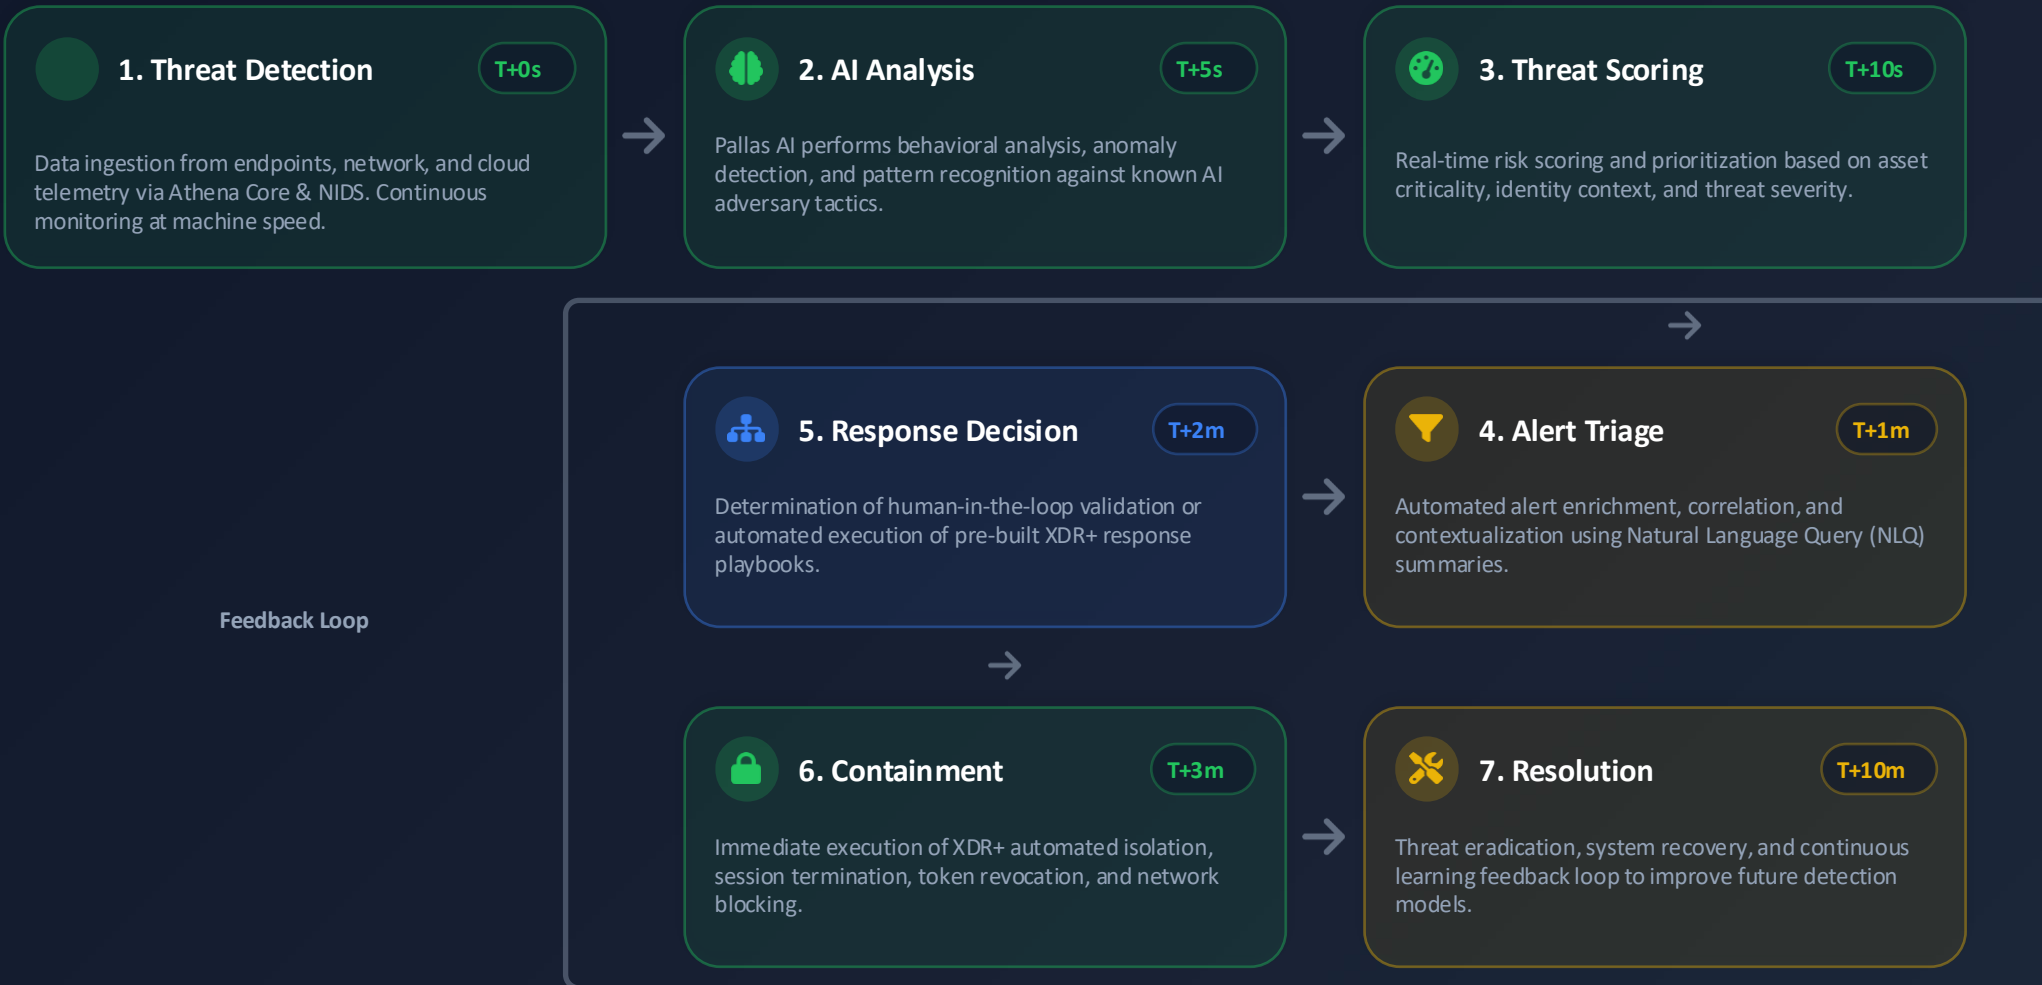 1. Threat Detection
T+0s
Data ingestion from endpoints, network, and cloud
telemetry via Athena Core & NIDS. Continuous
monitoring at machine speed.
2. AI Analysis
T+5s
Pallas AI performs behavioral analysis, anomaly
detection, and pattern recognition against known AI
adversary tactics.
3. Threat Scoring
T+10s
Real-time risk scoring and prioritization based on asset
criticality, identity context, and threat severity.
5. Response Decision
T+2m
Determination of human-in-the-loop validation or
automated execution of pre-built XDR+ response
playbooks.
4. Alert Triage
T+1m
Automated alert enrichment, correlation, and
contextualization using Natural Language Query (NLQ)
summaries.
Feedback Loop
6. Containment
T+3m
Immediate execution of XDR+ automated isolation,
session termination, token revocation, and network
blocking.
7. Resolution
T+10m
Threat eradication, system recovery, and continuous
learning feedback loop to improve future detection
models.